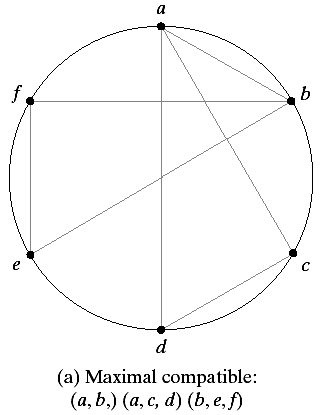 a
f
b
e
c
d
(a) Maximal compatible:
(a, b,) (a, c, d) (b, e, f)